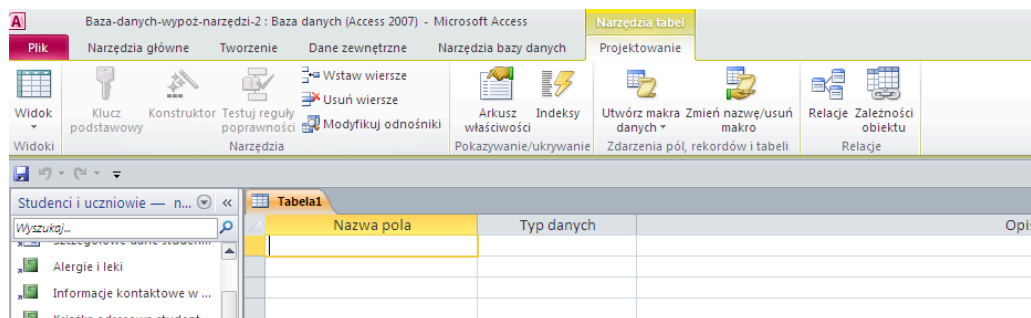 A Baza-danych-wypoż-narzędzi-2 : Baza danych (Access 2007) - Microsoft Access Narzędzia tabel
Plik Narzędzia główne Tworzenie Dane zewnętrzne Narzędzia bazy danych Projektowanie
Widok
Klucz podstawowy
Konstruktor
Testuj reguły poprawności
Wstaw wiersze
Usuń wiersze
Modyfikuj odnośniki
Arkusz właściwości
Indeksy
Utwórz makra danych
Zmień nazwę/usuń makro
Relacje
Zależności obiektu
Widoki Narzędzia Pokazywanie/ukrywanie Zdarzenia pól, rekordów i tabeli Relacje
Studenci i uczniowie — n... « Tabela1
Wyszukaj...
Nazwa pola Typ danych Opis
Alergie i leki
Informacje kontaktowe w ...